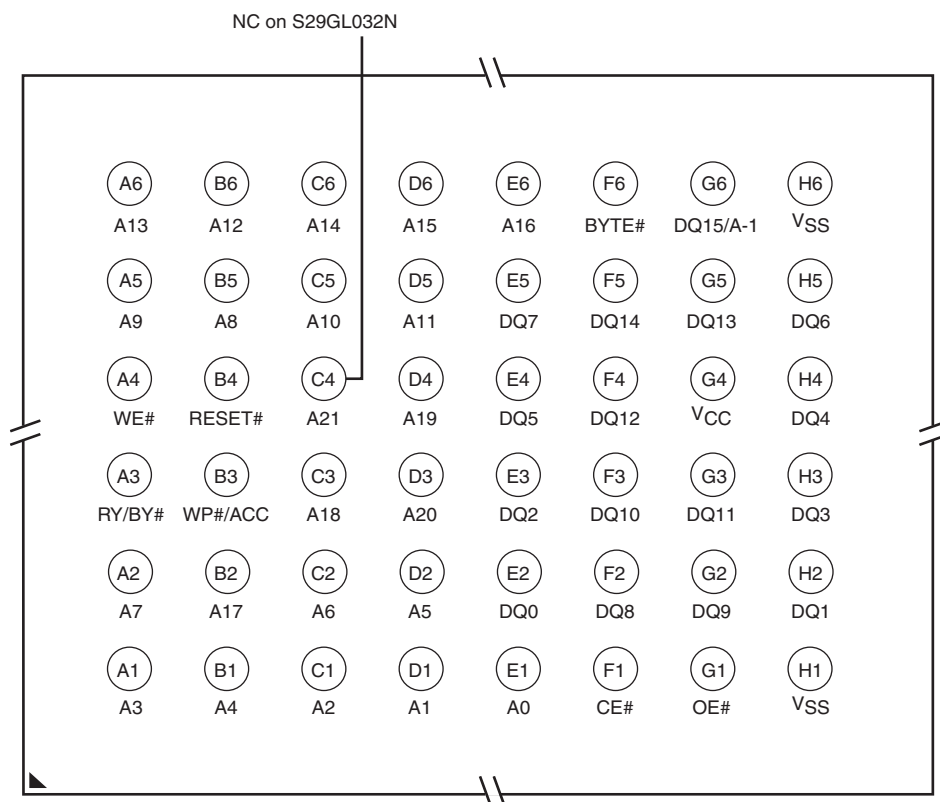 NC on S29GL032N
A6 B6 C6 D6 E6 F6 G6 H6
A13 A12 A14 A15 A16 BYTE# DQ15/A-1 VSS
A5 B5 C5 D5 E5 F5 G5 H5
A9 A8 A10 A11 DQ7 DQ14 DQ13 DQ6
A4 B4 C4 D4 E4 F4 G4 H4
WE# RESET# A21 A19 DQ5 DQ12 VCC DQ4
A3 B3 C3 D3 E3 F3 G3 H3
RY/BY# WP#/ACC A18 A20 DQ2 DQ10 DQ11 DQ3
A2 B2 C2 D2 E2 F2 G2 H2
A7 A17 A6 A5 DQ0 DQ8 DQ9 DQ1
A1 B1 C1 D1 E1 F1 G1 H1
A3 A4 A2 A1 A0 CE# OE# VSS